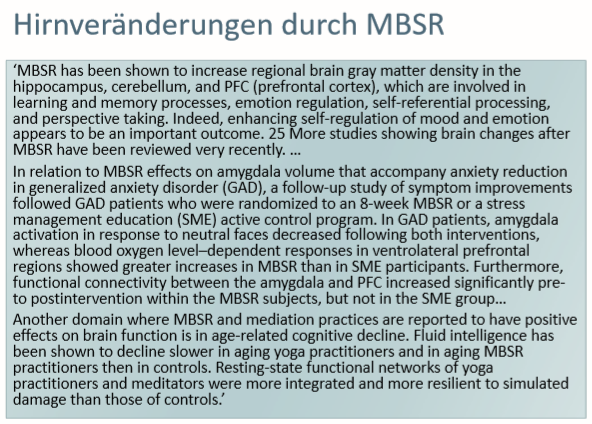 Hirnveränderungen durch MBSR
‘MBSR has been shown to increase regional brain gray matter density in the
hippocampus, cerebellum, and PFC (prefrontal cortex), which are involved in
learning and memory processes, emotion regulation, self-referential processing,
and perspective taking. Indeed, enhancing self-regulation of mood and emotion
appears to be an important outcome. 25 More studies showing brain changes after
MBSR have been reviewed very recently. ...
In relation to MBSR effects on amygdala volume that accompany anxiety reduction
in generalized anxiety disorder (GAD), a follow-up study of symptom improvements
followed GAD patients who were randomized to an 8-week MBSR or a stress
management education (SME) active control program. In GAD patients, amygdala
activation in response to neutral faces decreased following both interventions,
whereas blood oxygen level–dependent responses in ventrolateral prefrontal
regions showed greater increases in MBSR than in SME participants. Furthermore,
functional connectivity between the amygdala and PFC increased significantly pre-
to postintervention within the MBSR subjects, but not in the SME group...
Another domain where MBSR and mediation practices are reported to have positive
effects on brain function is in age-related cognitive decline. Fluid intelligence has
been shown to decline slower in aging yoga practitioners and in aging MBSR
practitioners then in controls. Resting-state functional networks of yoga
practitioners and meditators were more integrated and more resilient to simulated
damage than those of controls.’